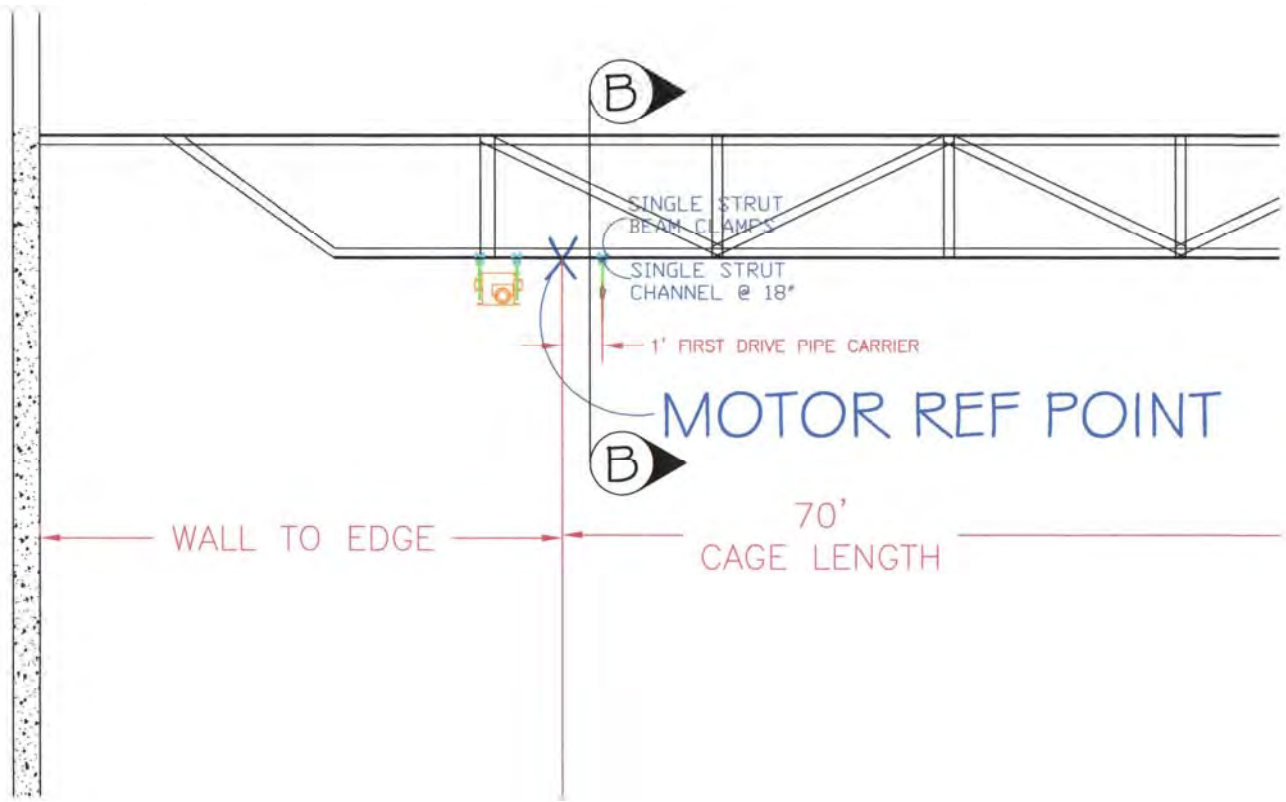 B
SINGLE STRUT
BEAM CLAMPS
SINGLE STRUT
CHANNEL @ 18"
1' FIRST DRIVE PIPE CARRIER
MOTOR REF POINT
B
WALL TO EDGE
70'
CAGE LENGTH